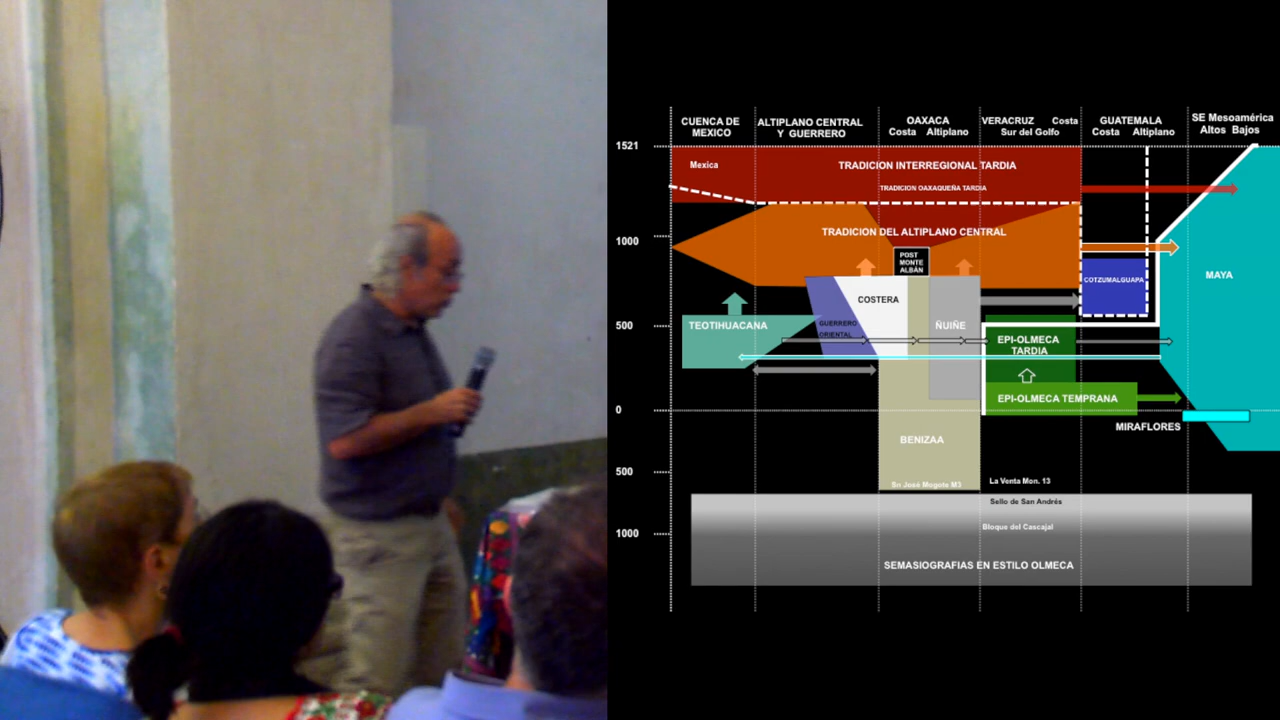 CUENCA DE
MEXICO
ALTIPLANO CENTRAL
Y GUERRERO
OAXACA
Costa Altiplano
VERACRUZ Costa
Sur del Golfo
GUATEMALA
Costa Altiplano
SE Mesoamérica
Altos Bajos
1521
Mexica
TRADICION INTERREGIONAL TARDIA
TRADICION OAXAQUEÑA TARDIA
TRADICION DEL ALTIPLANO CENTRAL
1000
POST
MONTE
ALBÁN
MAYA
COTZUMALGUAPA
COSTERA
500
TEOTIHUACANA
GUERRERO
ORIENTAL
ÑUIÑE
EPI-OLMECA
TARDIA
EPI-OLMECA TEMPRANA
0
MIRAFLORES
BENIZAA
500
Sn José Mogote M3
La Venta Mon. 13
Sello de San Andrés
Bloque del Cascajal
1000
SEMASIOGRAFIAS EN ESTILO OLMECA